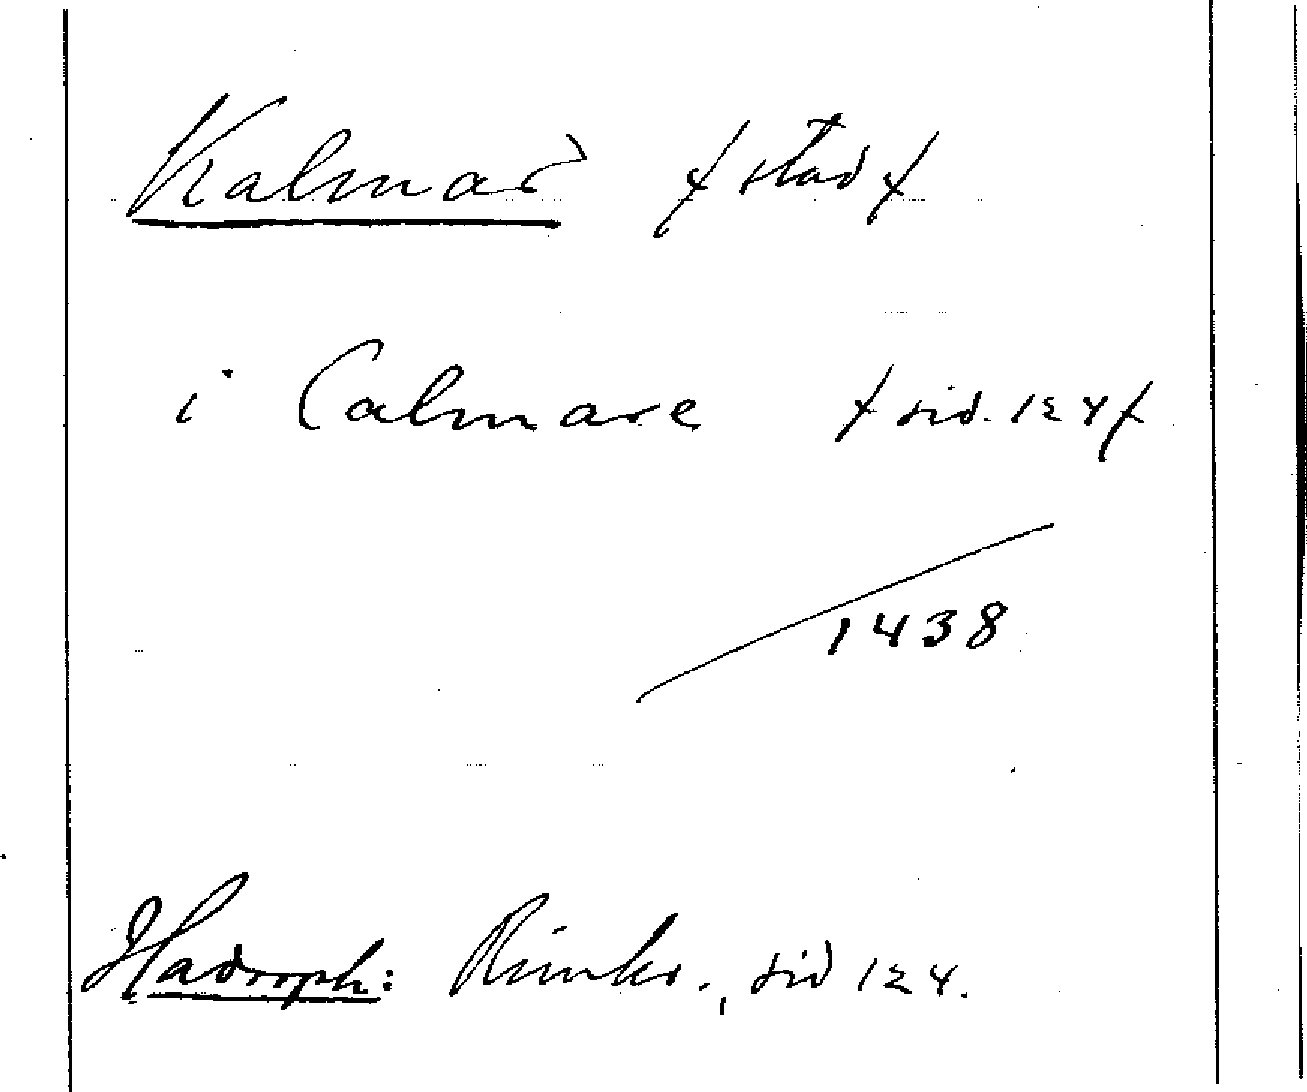 Kalmar /stad/
i Calmare /sid. 124/
1438
Hadorph: Rimkr., sid 124.